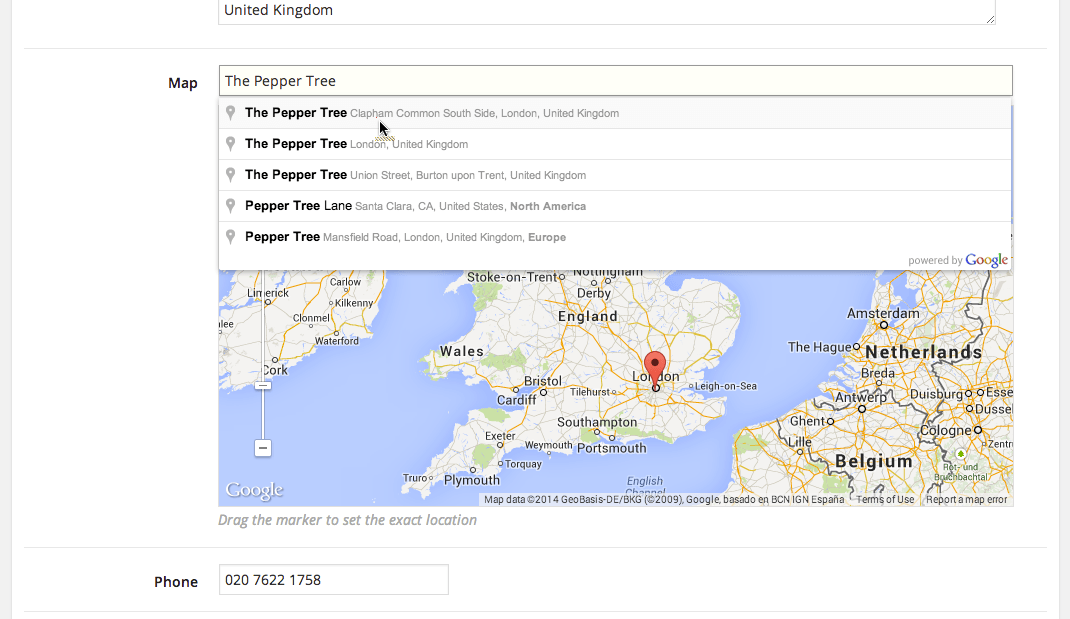 United Kingdom
Map
The Pepper Tree
The Pepper Tree Clapham Common South Side, London, United Kingdom
The Pepper Tree London, United Kingdom
The Pepper Tree Union Street, Burton upon Trent, United Kingdom
Pepper Tree Lane Santa Clara, CA, United States, North America
Pepper Tree Mansfield Road, London, United Kingdom, Europe
powered by Google
Stoke-on-Trent
Nottingham
Derby
England
Carlow
Limerick
Kilkenny
Clonmel
Waterford
Cork
Wales
Amsterdam
The Hague
Netherlands
Breda
London
Leigh-on-Sea
Bristol
Tilehurst
Cardiff
Antwerp
Duisburg
Ghent
Southampton
Cologne
Exeter
Weymouth
Portsmouth
Lille
Torquay
Belgium
Truro
Plymouth
English
Channel
Rot- und
Google
Map data ©2014 GeoBasis-DE/BKG (©2009), Google, basado en BCN IGN España
Terms of Use
Report a map error
Drag the marker to set the exact location
Phone
020 7622 1758